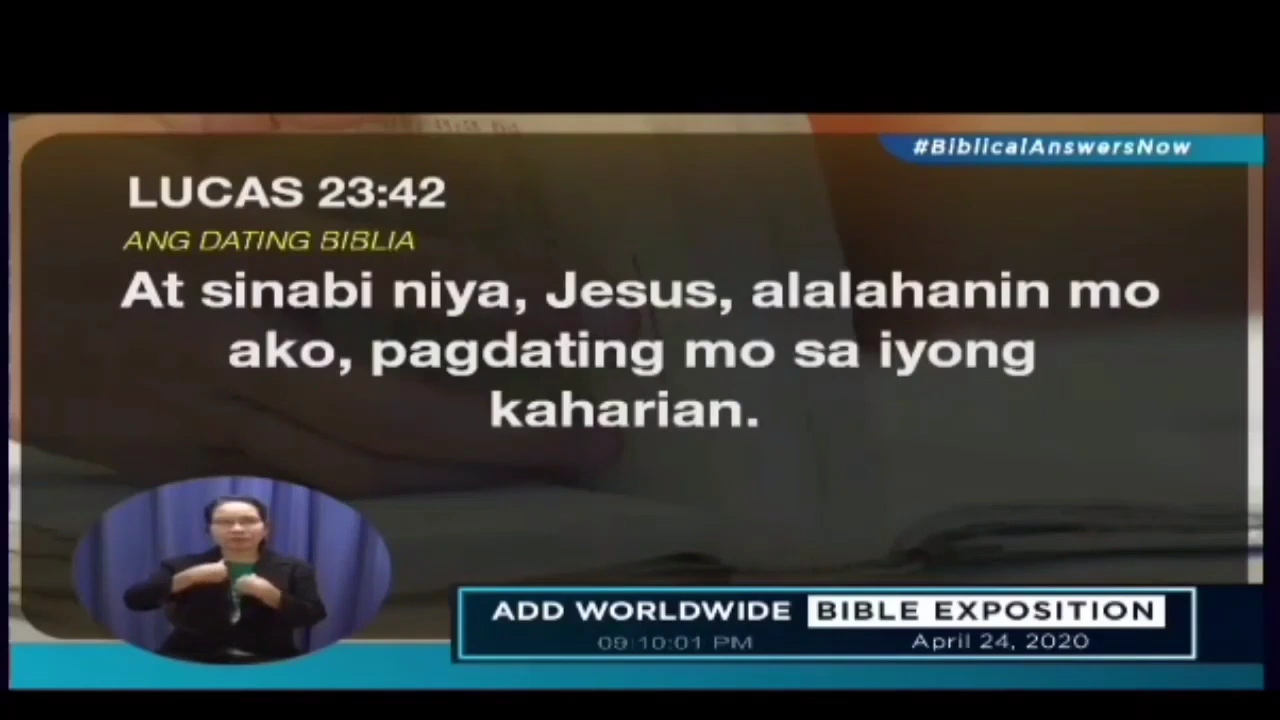 #BiblicalAnswersNow
LUCAS 23:42
ANG DATING BIBLIA
At sinabi niya, Jesus, alalahanin mo
ako, pagdating mo sa iyong
kaharian.
ADD WORLDWIDE BIBLE EXPOSITION
09:10:01 PM April 24, 2020